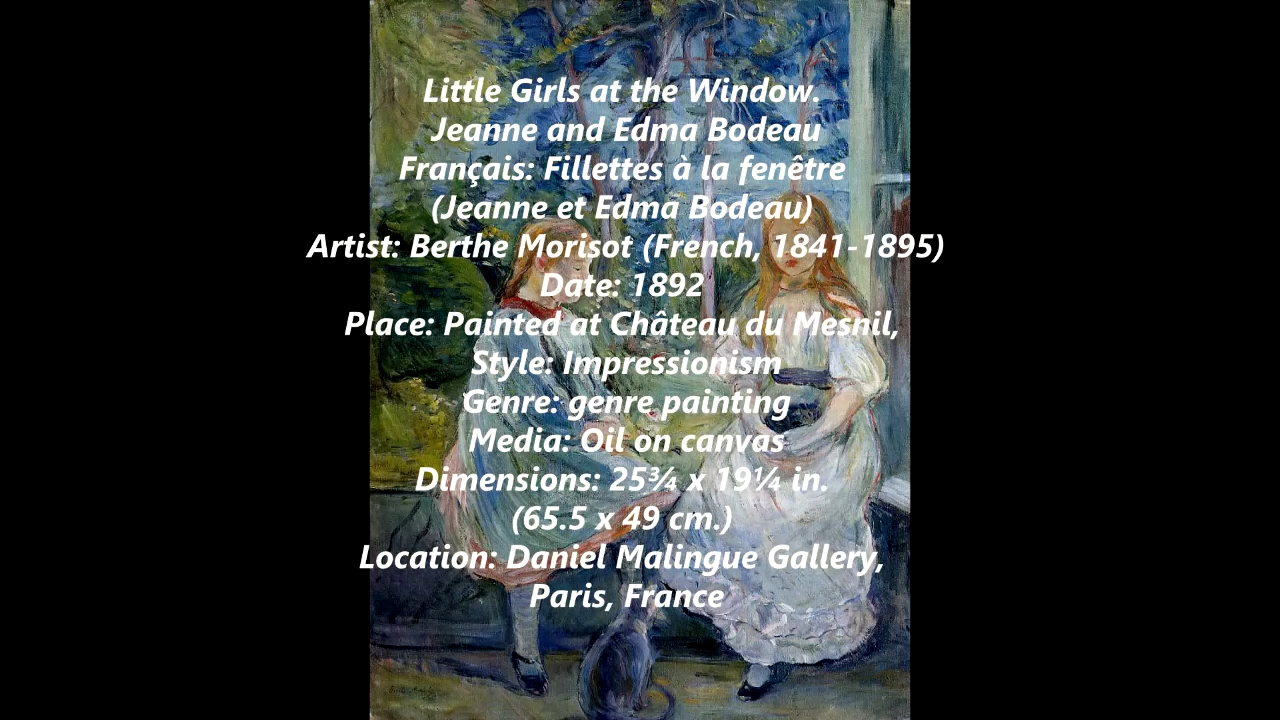 Little Girls at the Window.
Jeanne and Edma Bodeau
Français: Fillettes à la fenêtre
(Jeanne et Edma Bodeau)
Artist: Berthe Morisot (French, 1841-1895)
Date: 1892
Place: Painted at Château du Mesnil,
Style: Impressionism
Genre: genre painting
Media: Oil on canvas
Dimensions: 25¾ x 19¼ in.
(65.5 x 49 cm.)
Location: Daniel Malingue Gallery,
Paris, France